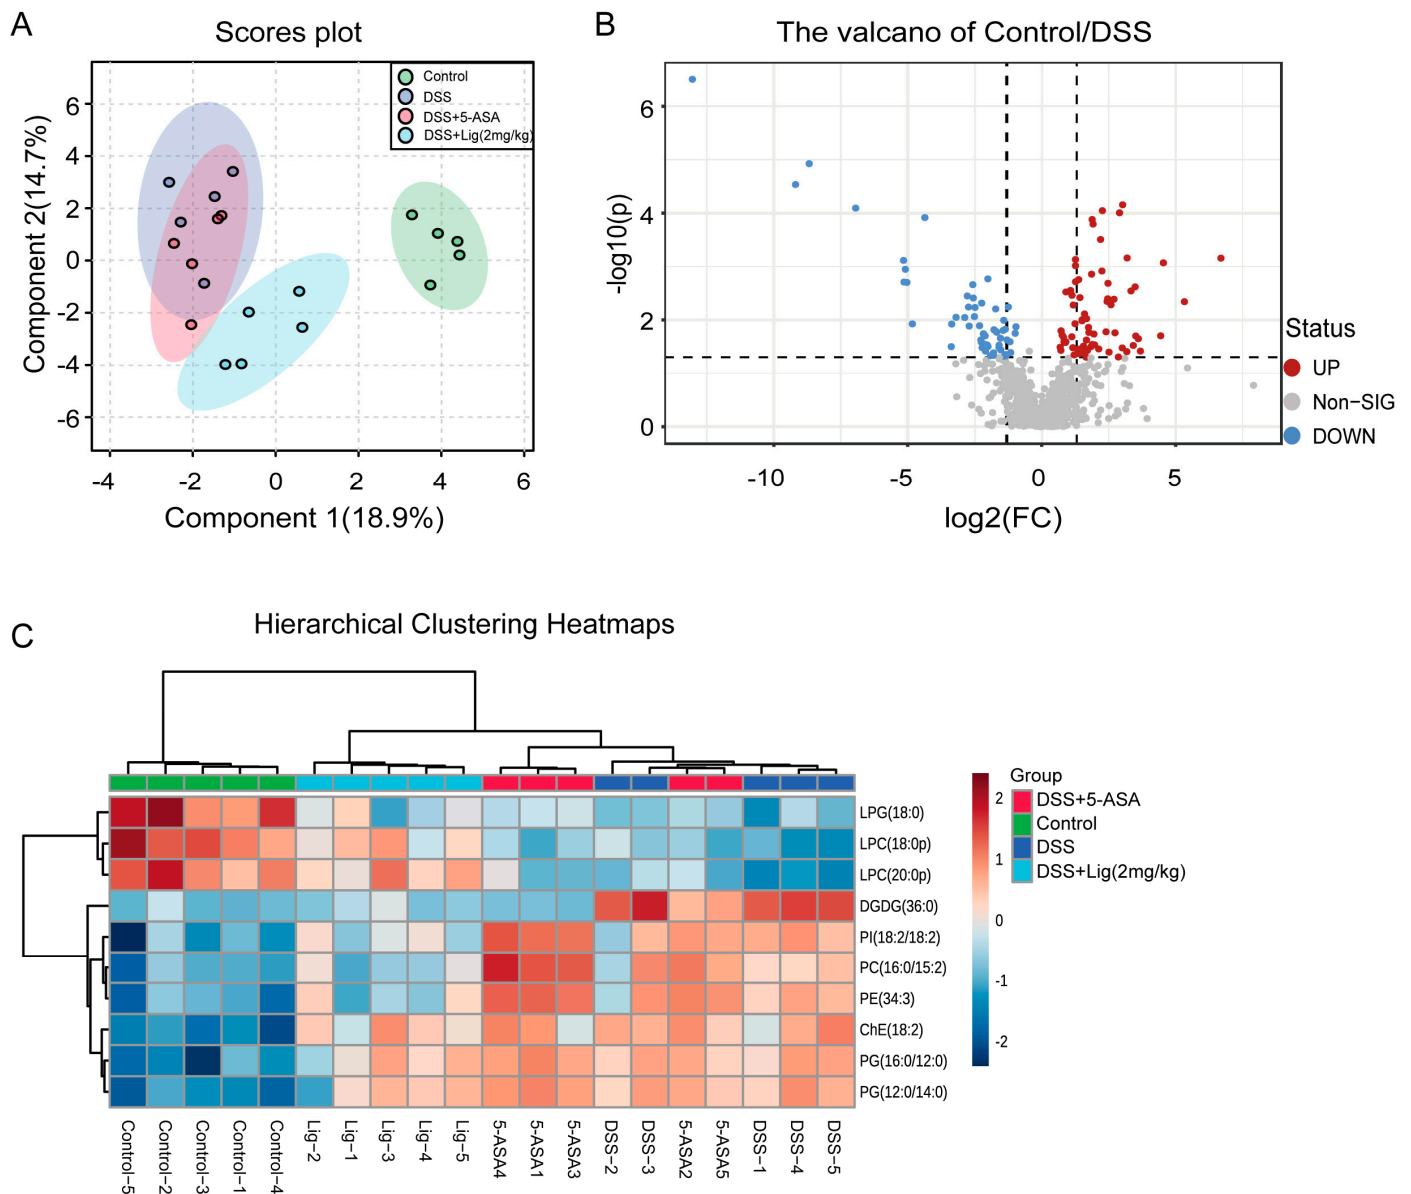 A
Scores plot
Control
DSS
DSS+5-ASA
DSS+Lig(2mg/kg)
6
4
2
0
-2
-4
-6
Component 2(14.7%)
-4
-2
0
2
4
6
Component 1(18.9%)
B
The valcano of Control/DSS
6
4
2
0
-log10(p)
-10
-5
0
5
log2(FC)
Status
UP
Non-SIG
DOWN
C
Hierarchical Clustering Heatmaps
LPG(18:0)
LPC(18:0p)
LPC(20:0p)
DGDG(36:0)
PI(18:2/18:2)
PC(16:0/15:2)
PE(34:3)
ChE(18:2)
PG(16:0/12:0)
PG(12:0/14:0)
Control-5
Control-2
Control-3
Control-1
Control-4
Lig-2
Lig-1
Lig-3
Lig-4
Lig-5
5-ASA4
5-ASA1
5-ASA3
DSS-2
DSS-3
5-ASA2
5-ASA5
DSS-1
DSS-4
DSS-5
2
1
0
-1
-2
Group
DSS+5-ASA
Control
DSS
DSS+Lig(2mg/kg)